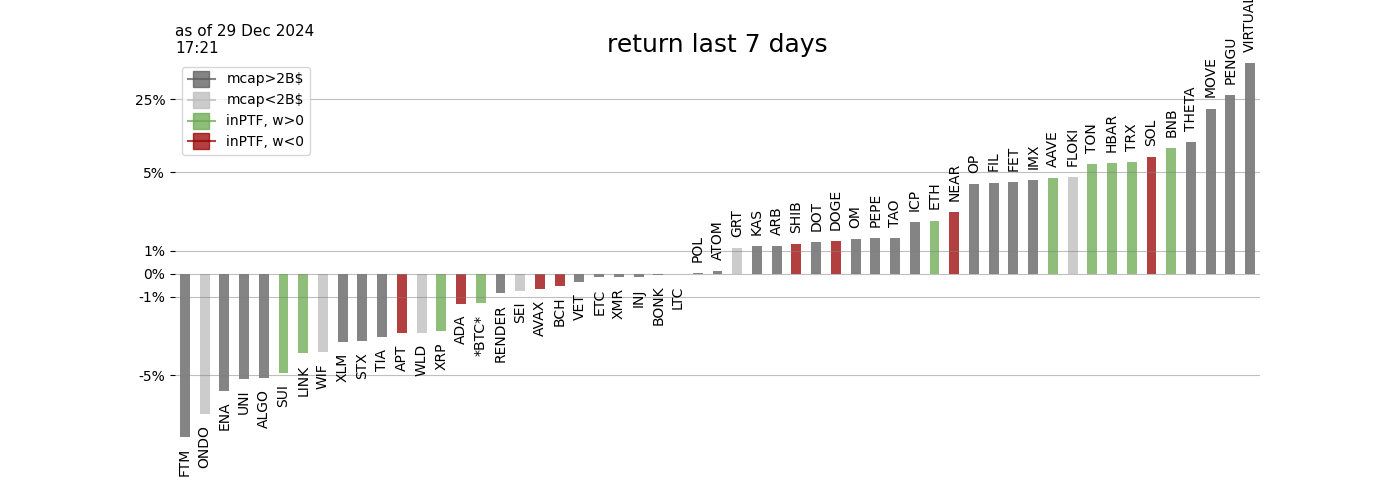 as of 29 Dec 2024
17:21
return last 7 days
mcap>2B$
mcap<2B$
inPTF, w>0
inPTF, w<0
25%
5%
1%
0%
-1%
-5%
FTM
ONDO
ENA
UNI
ALGO
SUI
LINK
WIF
XLM
STX
TIA
APT
WLD
XRP
ADA
*BTC*
RENDER
SEI
AVAX
BCH
VET
ETC
XMR
INJ
BONK
LTC
POL
ATOM
GRT
KAS
ARB
SHIB
DOT
DOGE
OM
PEPE
TAO
ICP
ETH
NEAR
OP
FIL
FET
IMX
AAVE
FLOKI
TON
HBAR
TRX
SOL
BNB
THETA
MOVE
PENGU
VIRTUAL